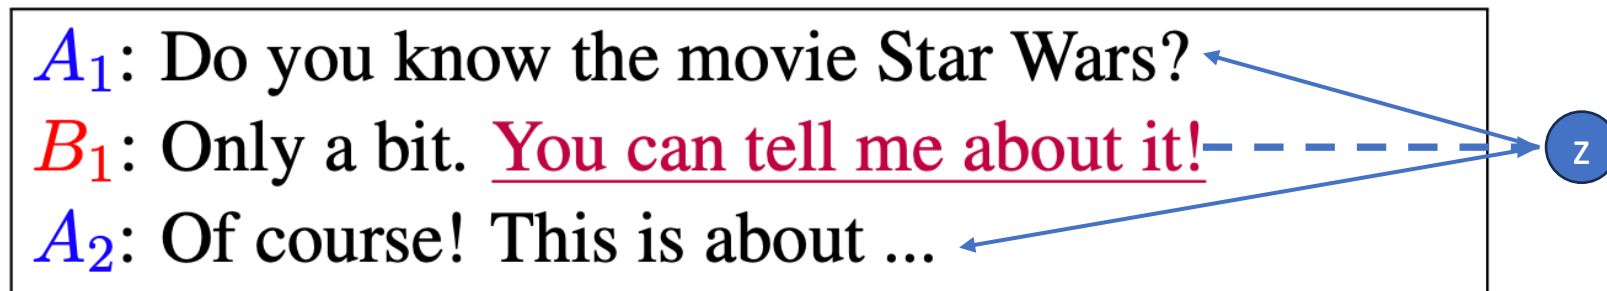 A₁: Do you know the movie Star Wars?
B₁: Only a bit. You can tell me about it!
A₂: Of course! This is about ...
z